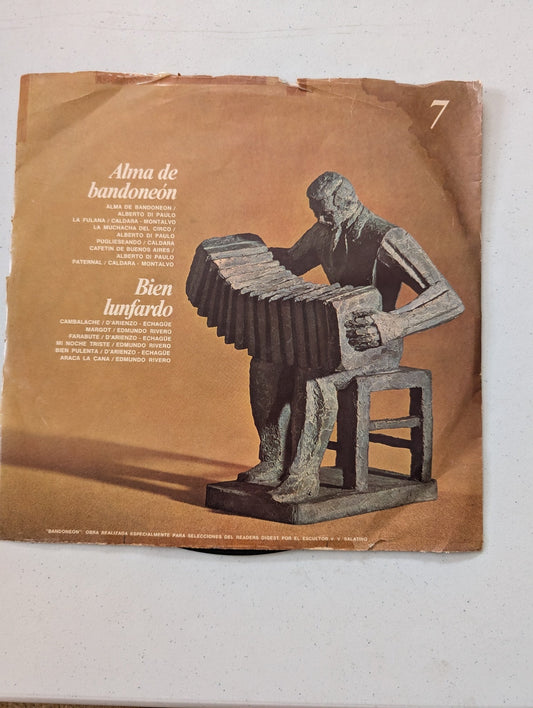 7
Alma de
bandoneón
ALMA DE BANDONEON /
ALBERTO DI PAULO
LA FULANA / CALDARA - MONTALVO
LA MUCHACHA DEL CIRCO /
ALBERTO DI PAULO
PUGLIESEANDO / CALDARA
CAFETIN DE BUENOS AIRES /
ALBERTO DI PAULO
PATERNAL / CALDARA - MONTALVO
Bien
lunfardo
CAMBALACHE / D'ARIENZO - ECHAGÜE
MARGOT / EDMUNDO RIVERO
FARABUTE / D'ARIENZO - ECHAGÜE
MI NOCHE TRISTE / EDMUNDO RIVERO
BIEN PULENTA / D'ARIENZO - ECHAGÜE
ARACA LA CANA / EDMUNDO RIVERO
"BANDONEON": OBRA REALIZADA ESPECIALMENTE PARA SELECCIONES DEL READERS DIGEST POR EL ESCULTOR V. V. SALATINO